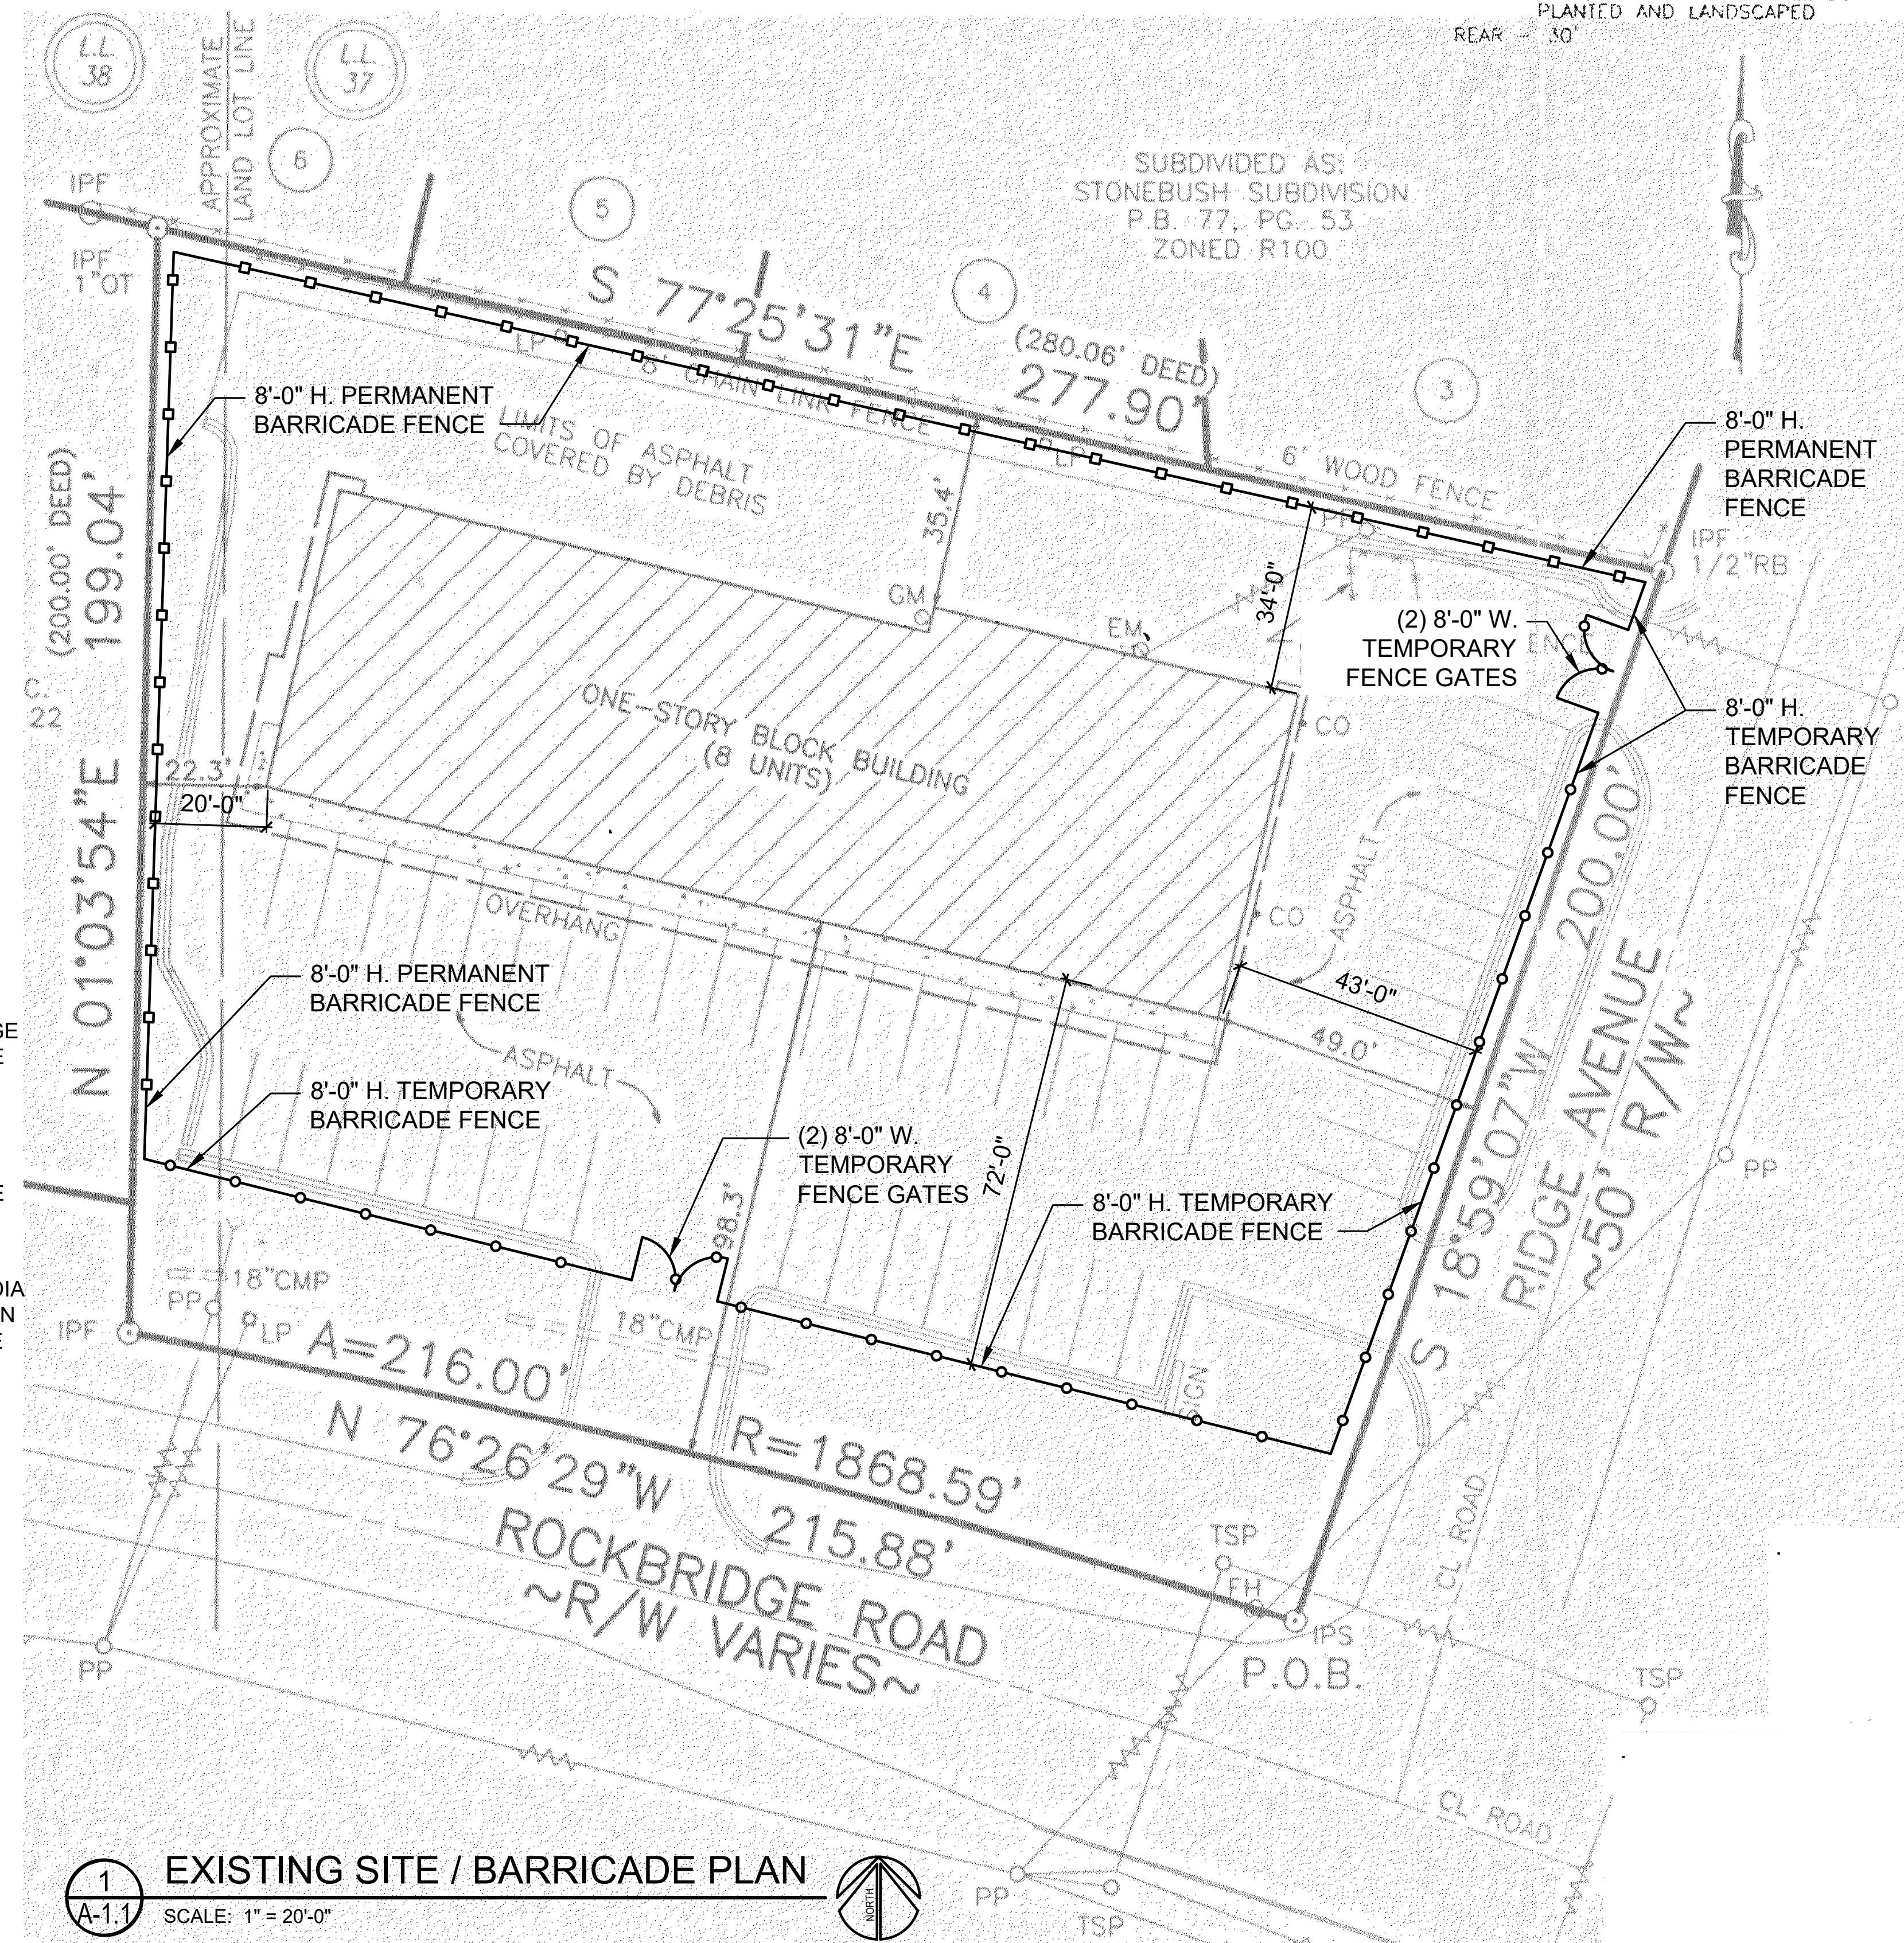 PLANTED AND LANDSCAPED
REAR - 30'
L.L.
38
L.L.
37
APPROXIMATE
LAND LOT LINE
6
5
4
3
SUBDIVIDED AS:
STONEBUSH SUBDIVISION
P.B. 77, PG. 53
ZONED R100
IPF
IPF
1"OT
S 77°25'31"E
(280.06' DEED)
277.90'
LP
6' CHAIN LINK FENCE
LP
6' WOOD FENCE
PP
IPF
1/2"RB
8'-0" H. PERMANENT
BARRICADE FENCE
LIMITS OF ASPHALT
COVERED BY DEBRIS
8'-0" H.
PERMANENT
BARRICADE
FENCE
(200.00' DEED)
199.04'
N 01°03'54"E
35.4'
34'-0"
GM
EM
(2) 8'-0" W.
TEMPORARY
FENCE GATES
ENCE
8'-0" H.
TEMPORARY
BARRICADE
FENCE
C.
22
ONE-STORY BLOCK BUILDING
(8 UNITS)
CO
CO
22.3'
20'-0"
OVERHANG
ASPHALT
200.00'
43'-0"
49.0'
8'-0" H. PERMANENT
BARRICADE FENCE
GE
E
ASPHALT
8'-0" H. TEMPORARY
BARRICADE FENCE
(2) 8'-0" W.
TEMPORARY
FENCE GATES
98.3'
72'-0"
8'-0" H. TEMPORARY
BARRICADE FENCE
S 18°59'07"W
RIDGE AVENUE
~50' R/W~
PP
E
DIA
N
E
18"CMP
PP
LP
IPF
18"CMP
SIGN
A=216.00'
R=1868.59'
N 76°26'29"W
215.88'
ROCKBRIDGE ROAD
~R/W VARIES~
TSP
FH
IPS
P.O.B.
CL ROAD
TSP
PP
CL ROAD
PP
TSP
1
A-1.1
EXISTING SITE / BARRICADE PLAN
SCALE: 1" = 20'-0"
NORTH